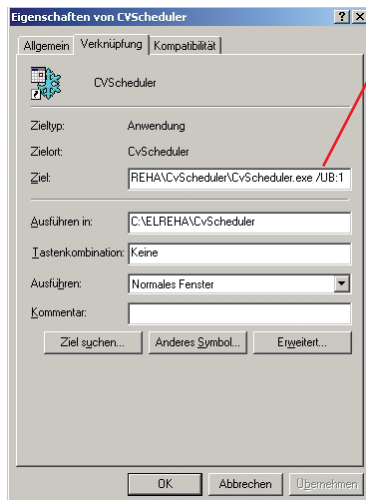 Eigenschaften von CVScheduler
Allgemein Verknüpfung Kompatibilität
CVScheduler
Zieltyp: Anwendung
Zielort: CvScheduler
Ziel: REHA\CvScheduler\CvScheduler.exe /UB:1
Ausführen in: C:\ELREHA\CvScheduler
Tastenkombination: Keine
Ausführen: Normales Fenster
Kommentar:
Ziel suchen... Anderes Symbol... Erweitert...
OK Abbrechen Übernehmen